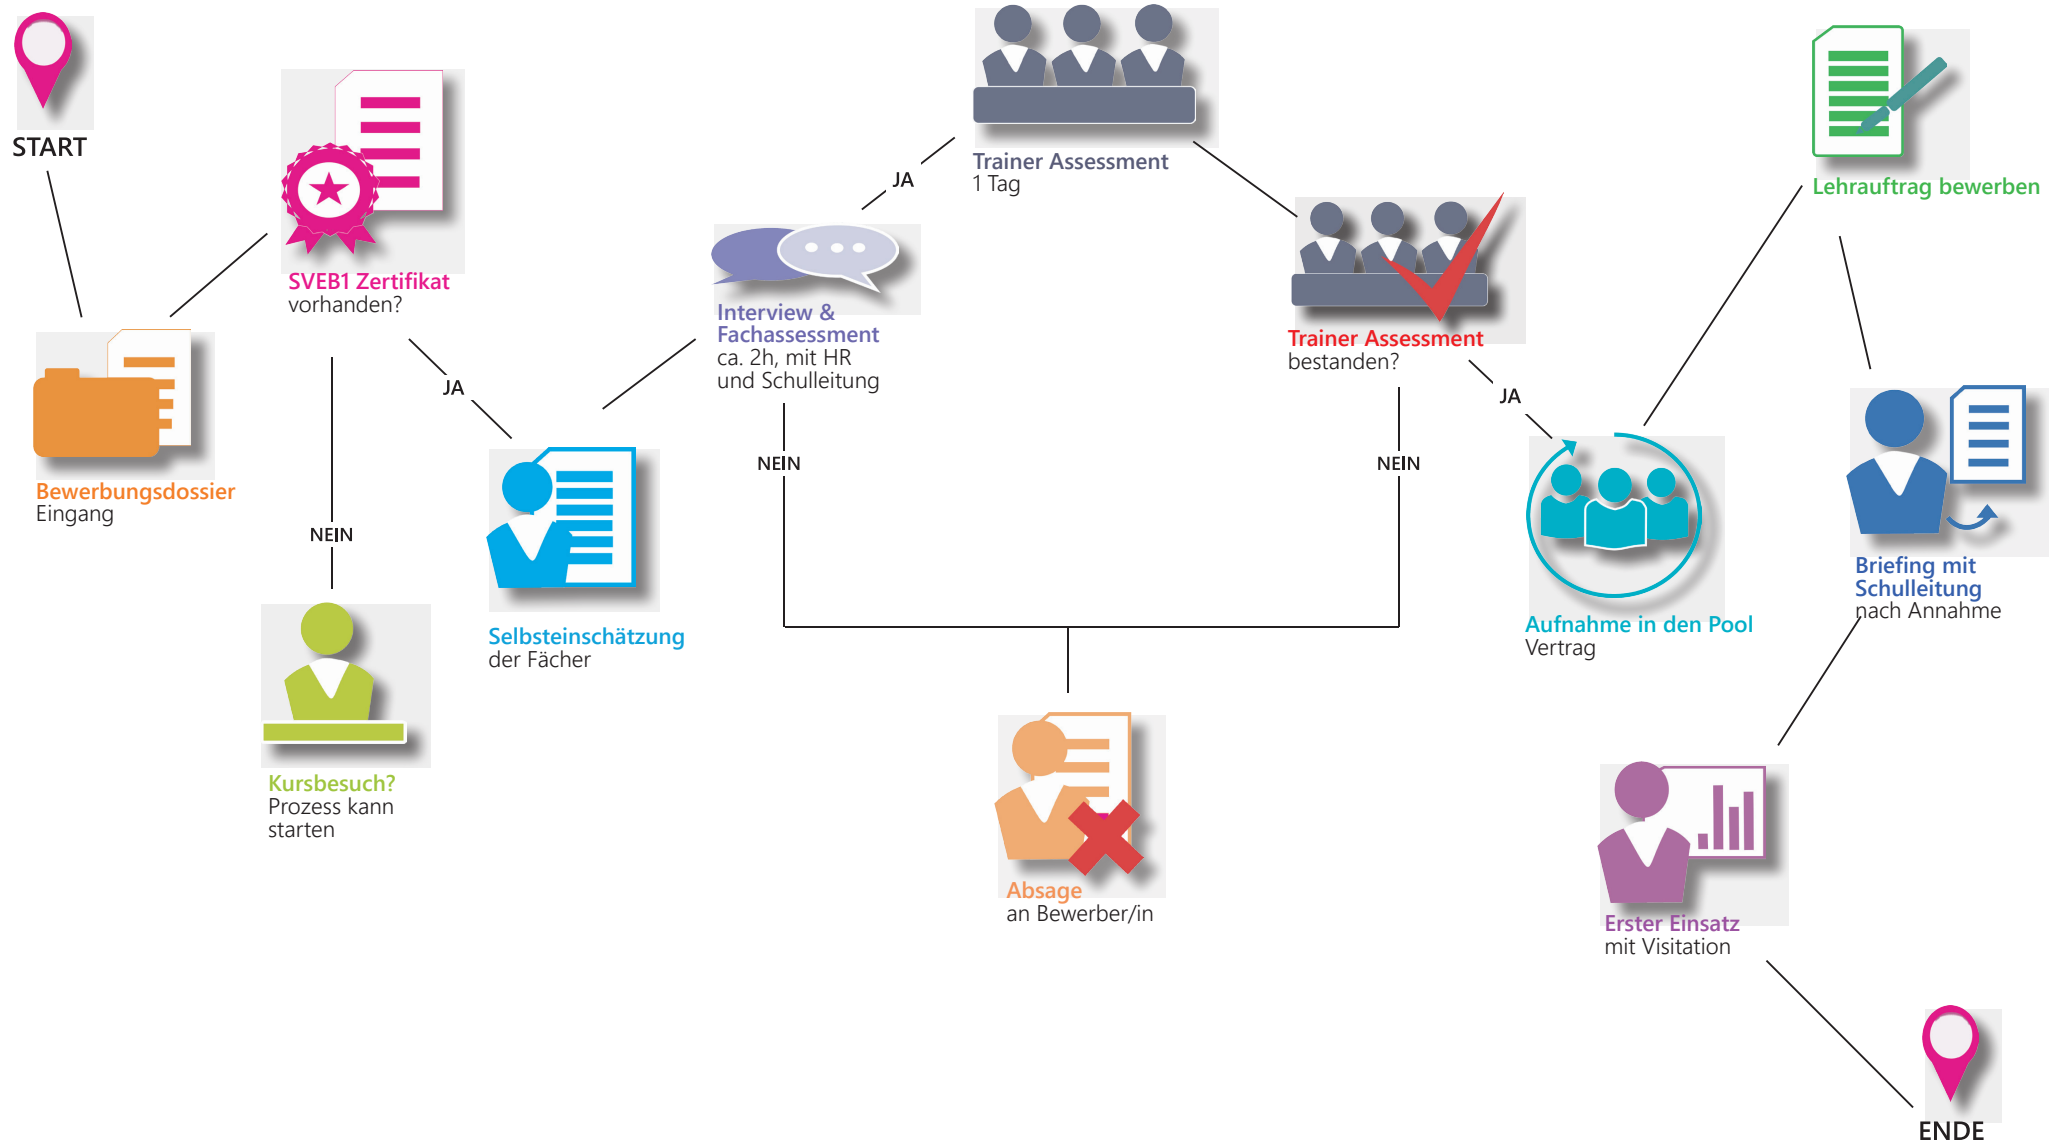 START
Bewerbungsdossier
Eingang
SVEB1 Zertifikat
vorhanden?
NEIN
JA
Kursbesuch?
Prozess kann
starten
Selbsteinschätzung
der Fächer
Interview &
Fachassessment
ca. 2h, mit HR
und Schulleitung
JA
NEIN
Trainer Assessment
1 Tag
Trainer Assessment
bestanden?
JA
NEIN
Absage
an Bewerber/in
Aufnahme in den Pool
Vertrag
Lehrauftrag bewerben
Briefing mit
Schulleitung
nach Annahme
Erster Einsatz
mit Visitation
ENDE